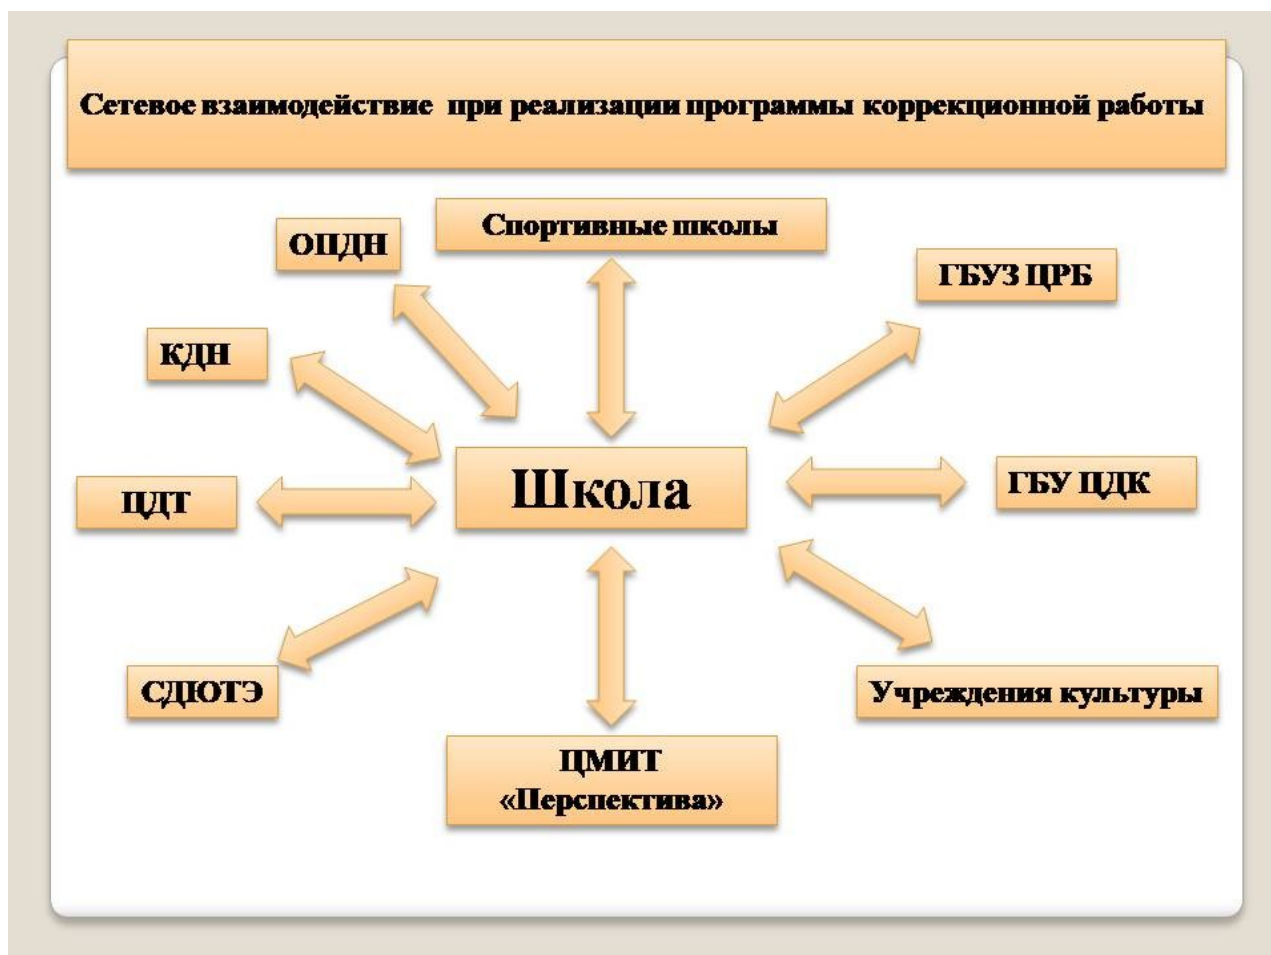 Сетевое взаимодействие при реализации программы коррекционной работы
Спортивные школы
ОПДН
ГБУЗ ЦРБ
КДН
Школа
ГБУ ЦДК
ЦДТ
СДЮТЭ
Учреждения культуры
ЦМИТ
«Перспектива»